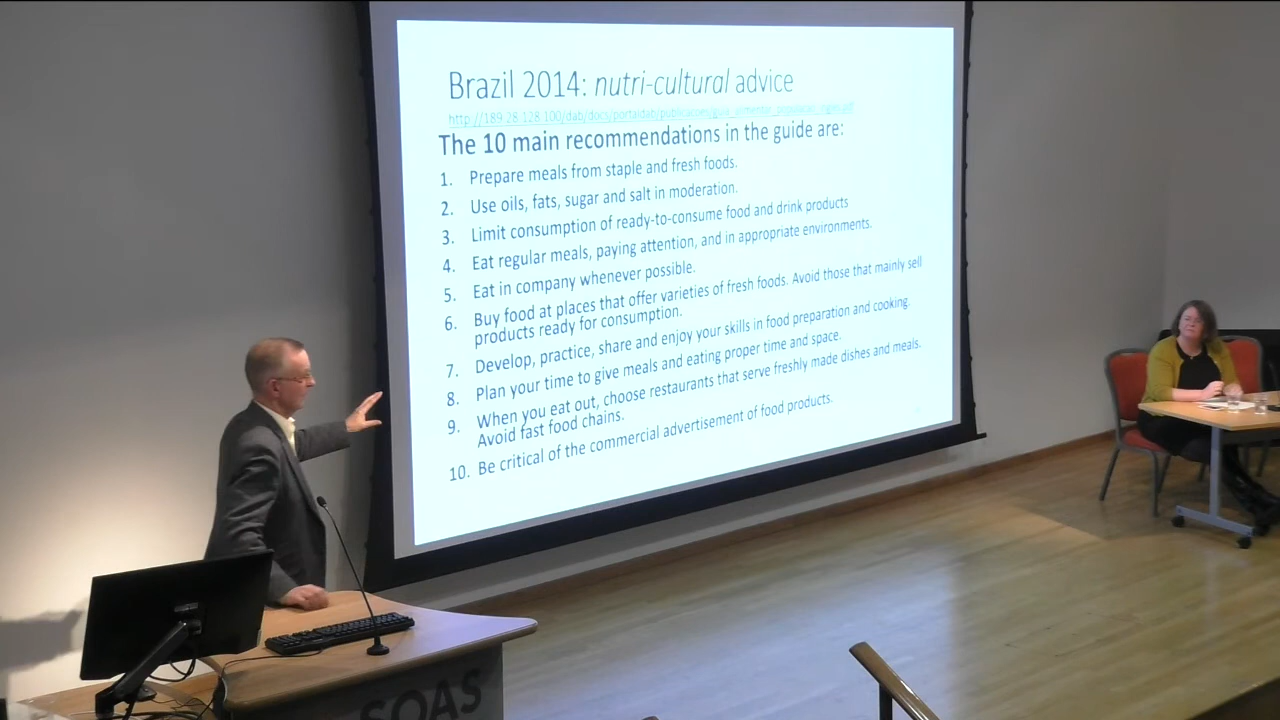 Brazil 2014: nutri-cultural advice
The 10 main recommendations in the guide are:
1. Prepare meals from staple and fresh foods.
2. Use oils, fats, sugar and salt in moderation.
3. Limit consumption of ready-to-consume food and drink products
4. Eat regular meals, paying attention, and in appropriate environments.
5. Eat in company whenever possible.
6. Buy food at places that offer varieties of fresh foods. Avoid those that mainly sell
products ready for consumption.
7. Develop, practice, share and enjoy your skills in food preparation and cooking.
8. Plan your time to give meals and eating proper time and space.
9. When you eat out, choose restaurants that serve freshly made dishes and meals.
Avoid fast food chains.
10. Be critical of the commercial advertisement of food products.
SOAS